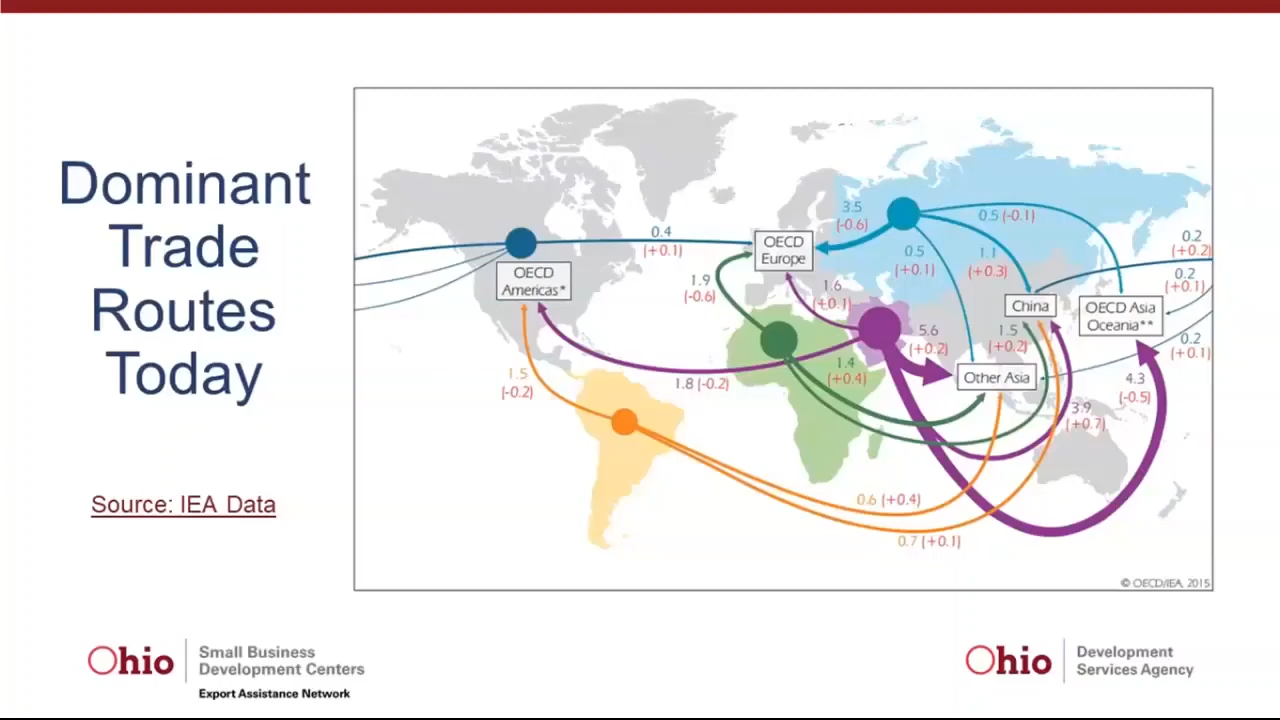 Dominant
Trade
Routes
Today
Source: IEA Data
0.4
(+0.1)
OECD
Americas*
OECD
Europe
3.5
(-0.6)
0.5 (-0.1)
0.5
(+0.1)
1.1
(+0.3)
0.2
(+0.2)
0.2
(+0.1)
0.2
(+0.1)
1.9
(-0.6)
1.6
(+0.1)
China
OECD Asia
Oceania**
5.6
(+0.2)
1.5
(+0.2)
Other Asia
1.4
(+0.4)
1.8 (-0.2)
1.5
(-0.2)
4.3
(-0.5)
3.9
(+0.7)
0.6 (+0.4)
0.7 (+0.1)
© OECD/IEA, 2015
Ohio
Small Business
Development Centers
Export Assistance Network
Ohio
Development
Services Agency